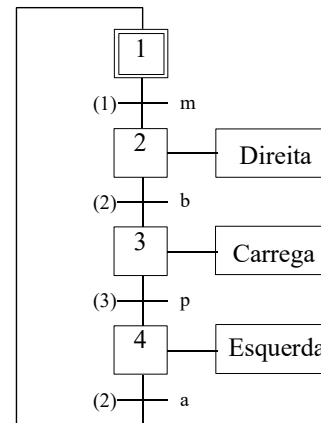 1
(1) m
2 Direita
(2) b
3 Carrega
(3) p
4 Esquerda
(2) a